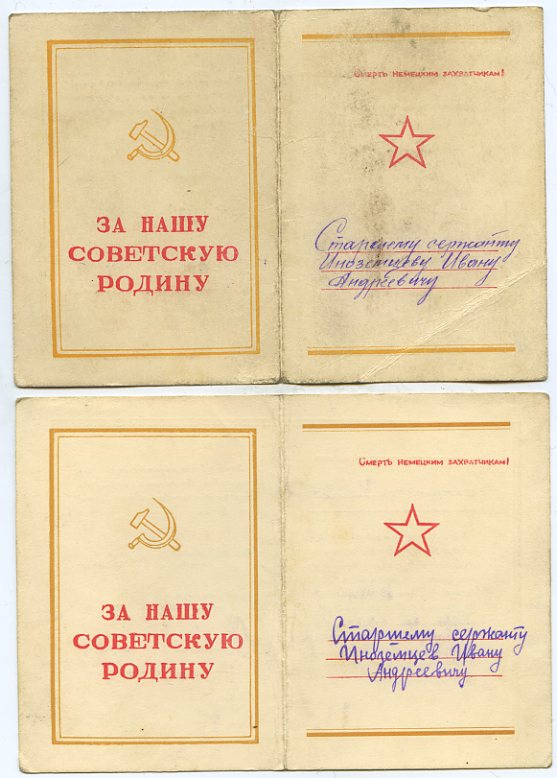 ЗА НАШУ
СОВЕТСКУЮ
РОДИНУ
Смерть немецким захватчикам!
Старшему сержанту
Иноземцеву Ивану
Андреевичу
ЗА НАШУ
СОВЕТСКУЮ
РОДИНУ
Смерть немецким захватчикам!
Старшему сержанту
Иноземцев Ивану
Андреевичу